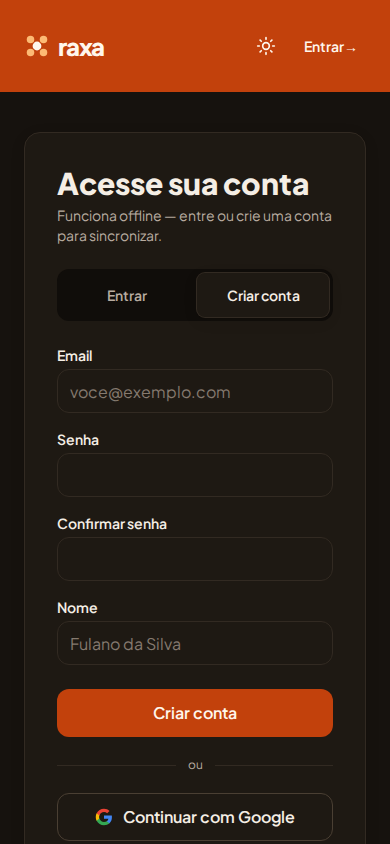 raxa
Entrar→
Acesse sua conta
Funciona offline — entre ou crie uma conta
para sincronizar.
Entrar
Criar conta
Email
voce@exemplo.com
Senha
Confirmar senha
Nome
Fulano da Silva
Criar conta
ou
Continuar com Google